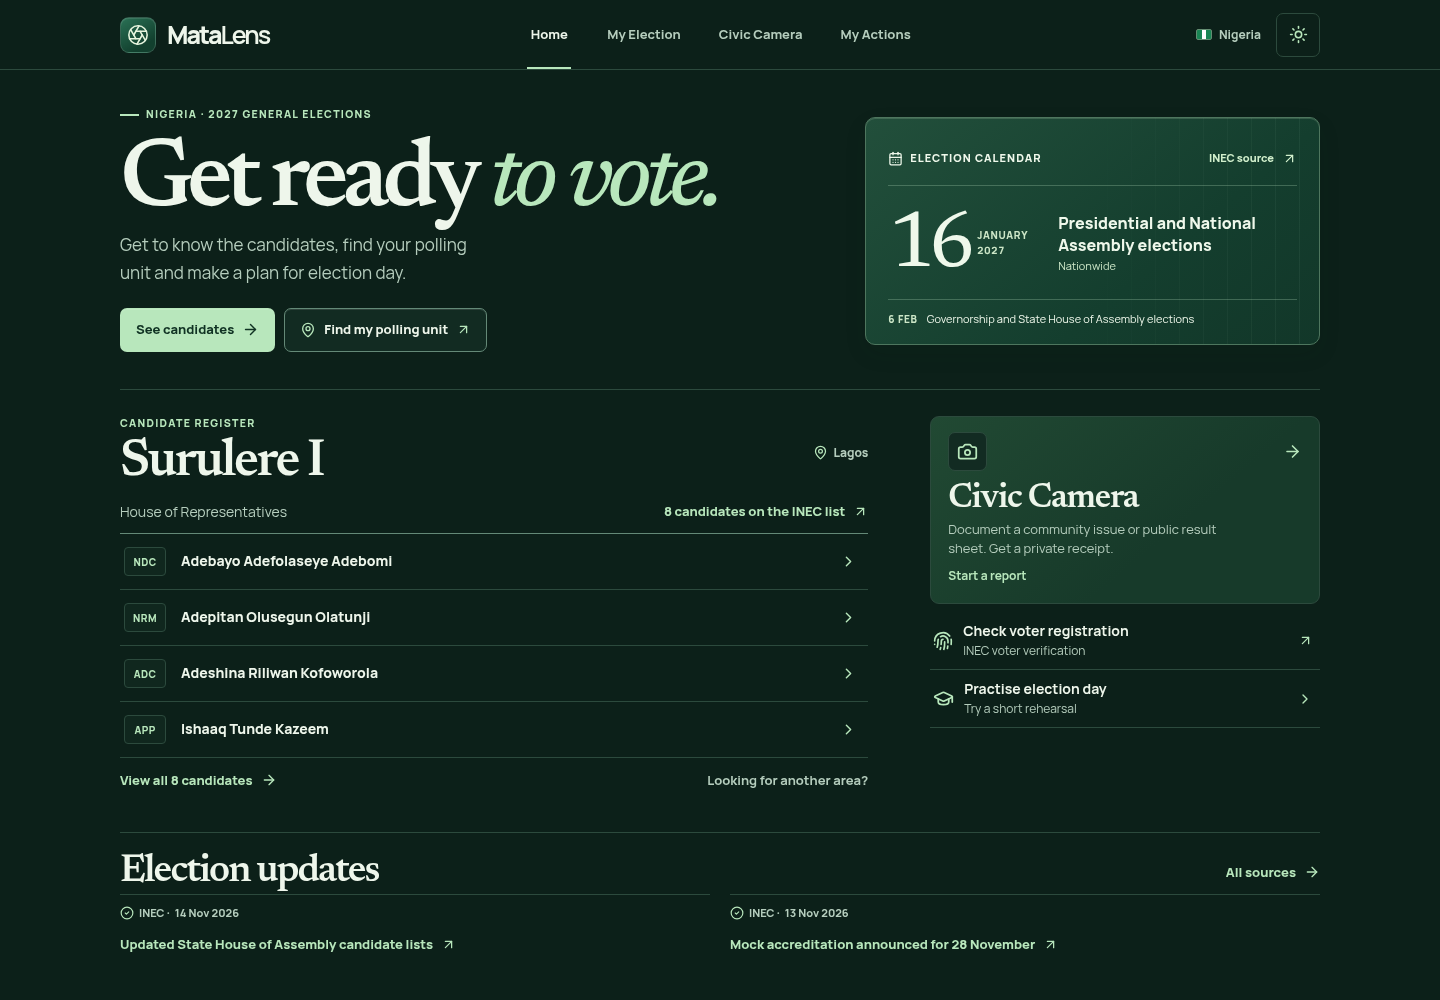 MataLens
Home
My Election
Civic Camera
My Actions
Nigeria
NIGERIA · 2027 GENERAL ELECTIONS
Get ready to vote.
Get to know the candidates, find your polling
unit and make a plan for election day.
See candidates
Find my polling unit
ELECTION CALENDAR
INEC source
16
JANUARY
2027
Presidential and National
Assembly elections
Nationwide
6 FEB Governorship and State House of Assembly elections
CANDIDATE REGISTER
Surulere I
Lagos
House of Representatives
8 candidates on the INEC list
NDC Adebayo Adefolaseye Adebomi
NRM Adepitan Olusegun Olatunji
ADC Adeshina Rilwan Kofoworola
APP Ishaaq Tunde Kazeem
View all 8 candidates
Looking for another area?
Civic Camera
Document a community issue or public result
sheet. Get a private receipt.
Start a report
Check voter registration
INEC voter verification
Practise election day
Try a short rehearsal
Election updates
All sources
INEC · 14 Nov 2026
Updated State House of Assembly candidate lists
INEC · 13 Nov 2026
Mock accreditation announced for 28 November